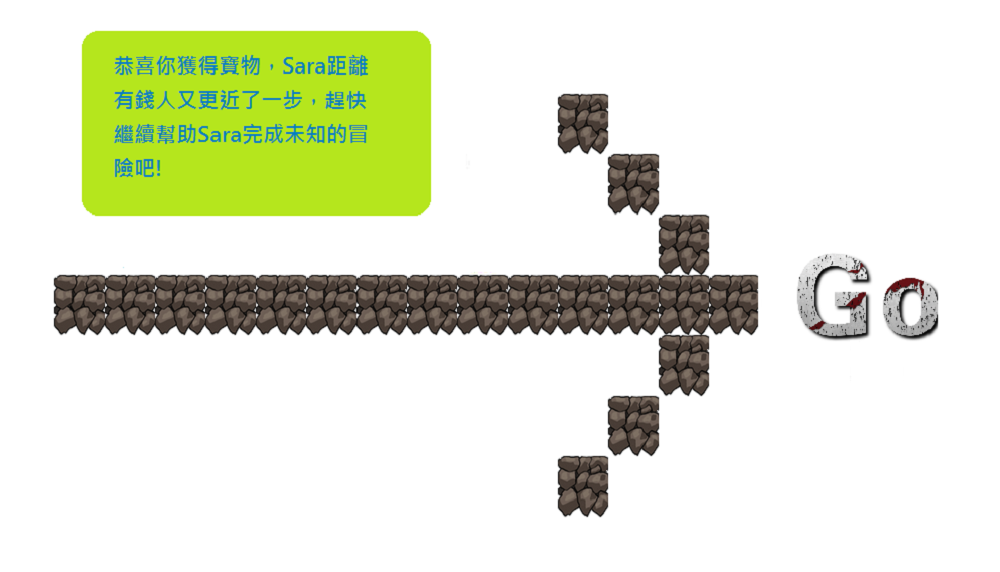 恭喜你獲得寶物，Sara距離
有錢人又更近了一步，趕快
繼續幫助Sara完成未知的冒
險吧!
Go